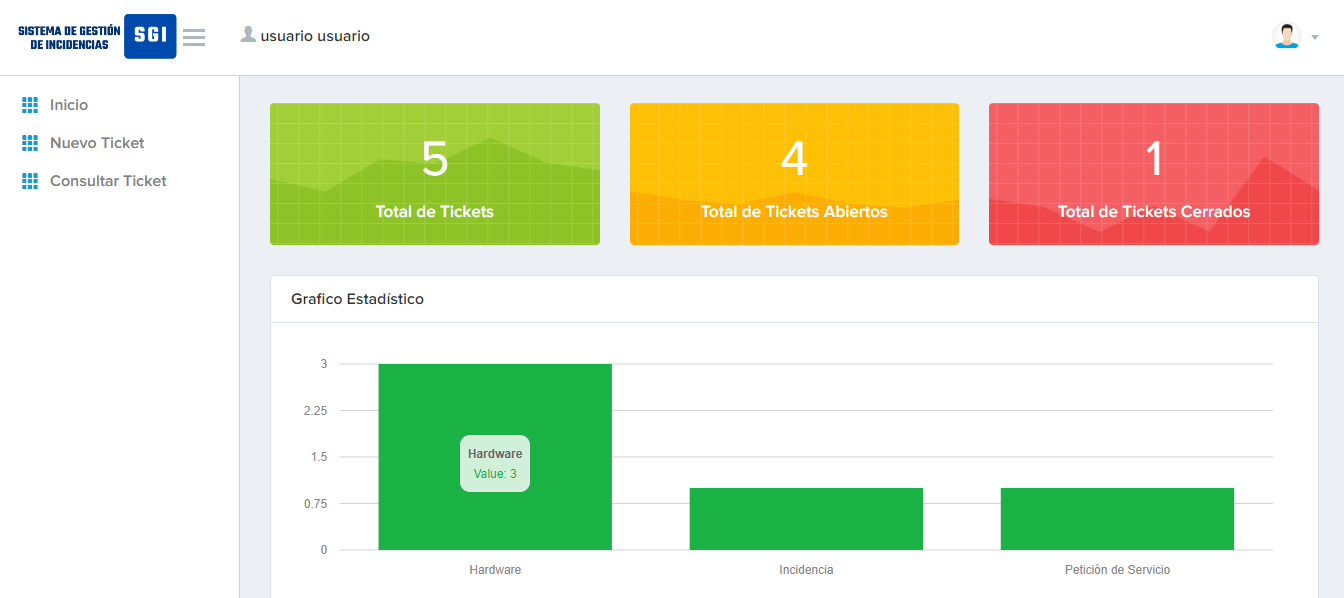 SISTEMA DE GESTIÓN
DE INCIDENCIAS
SGI
usuario usuario
Inicio
Nuevo Ticket
Consultar Ticket
5
Total de Tickets
4
Total de Tickets Abiertos
1
Total de Tickets Cerrados
Grafico Estadístico
3
2.25
1.5
0.75
0
Hardware
Value: 3
Hardware
Incidencia
Petición de Servicio